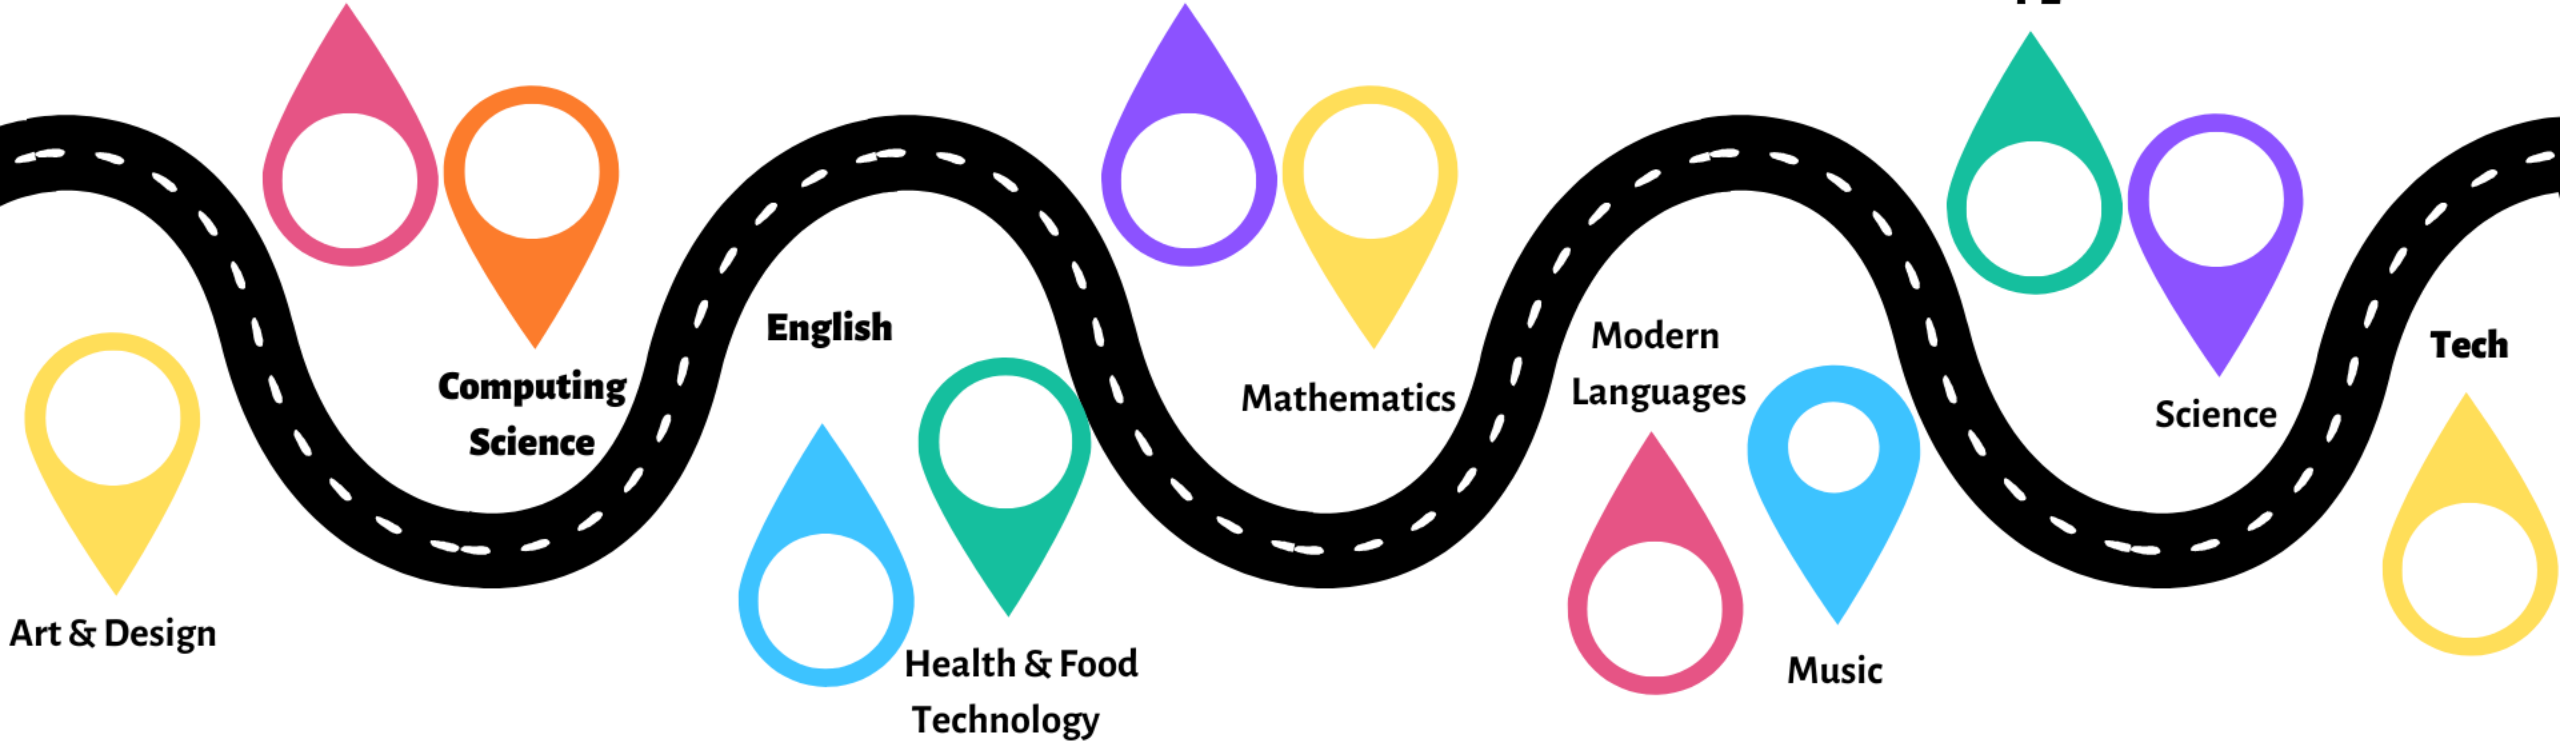 Art & Design
Computing
Science
English
Health & Food
Technology
Mathematics
Modern
Languages
Music
Science
Tech